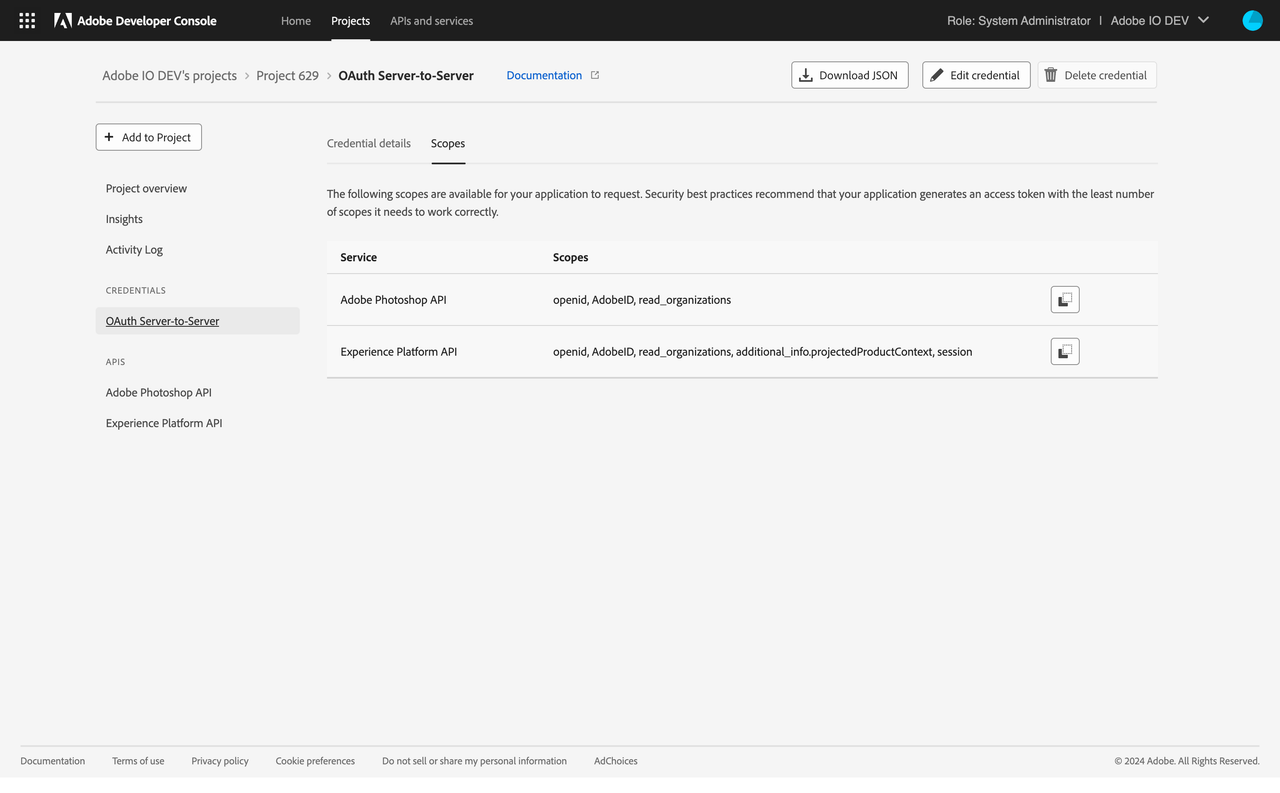 Adobe Developer Console Home Projects APIs and services Role: System Administrator | Adobe IO DEV
Adobe IO DEV's projects > Project 629 > OAuth Server-to-Server Documentation Download JSON Edit credential Delete credential
+ Add to Project
Project overview
Insights
Activity Log
CREDENTIALS
OAuth Server-to-Server
APIS
Adobe Photoshop API
Experience Platform API
Credential details Scopes
The following scopes are available for your application to request. Security best practices recommend that your application generates an access token with the least number
of scopes it needs to work correctly.
Service Scopes
Adobe Photoshop API openid, AdobeID, read_organizations
Experience Platform API openid, AdobeID, read_organizations, additional_info.projectedProductContext, session
Documentation Terms of use Privacy policy Cookie preferences Do not sell or share my personal information AdChoices © 2024 Adobe. All Rights Reserved.